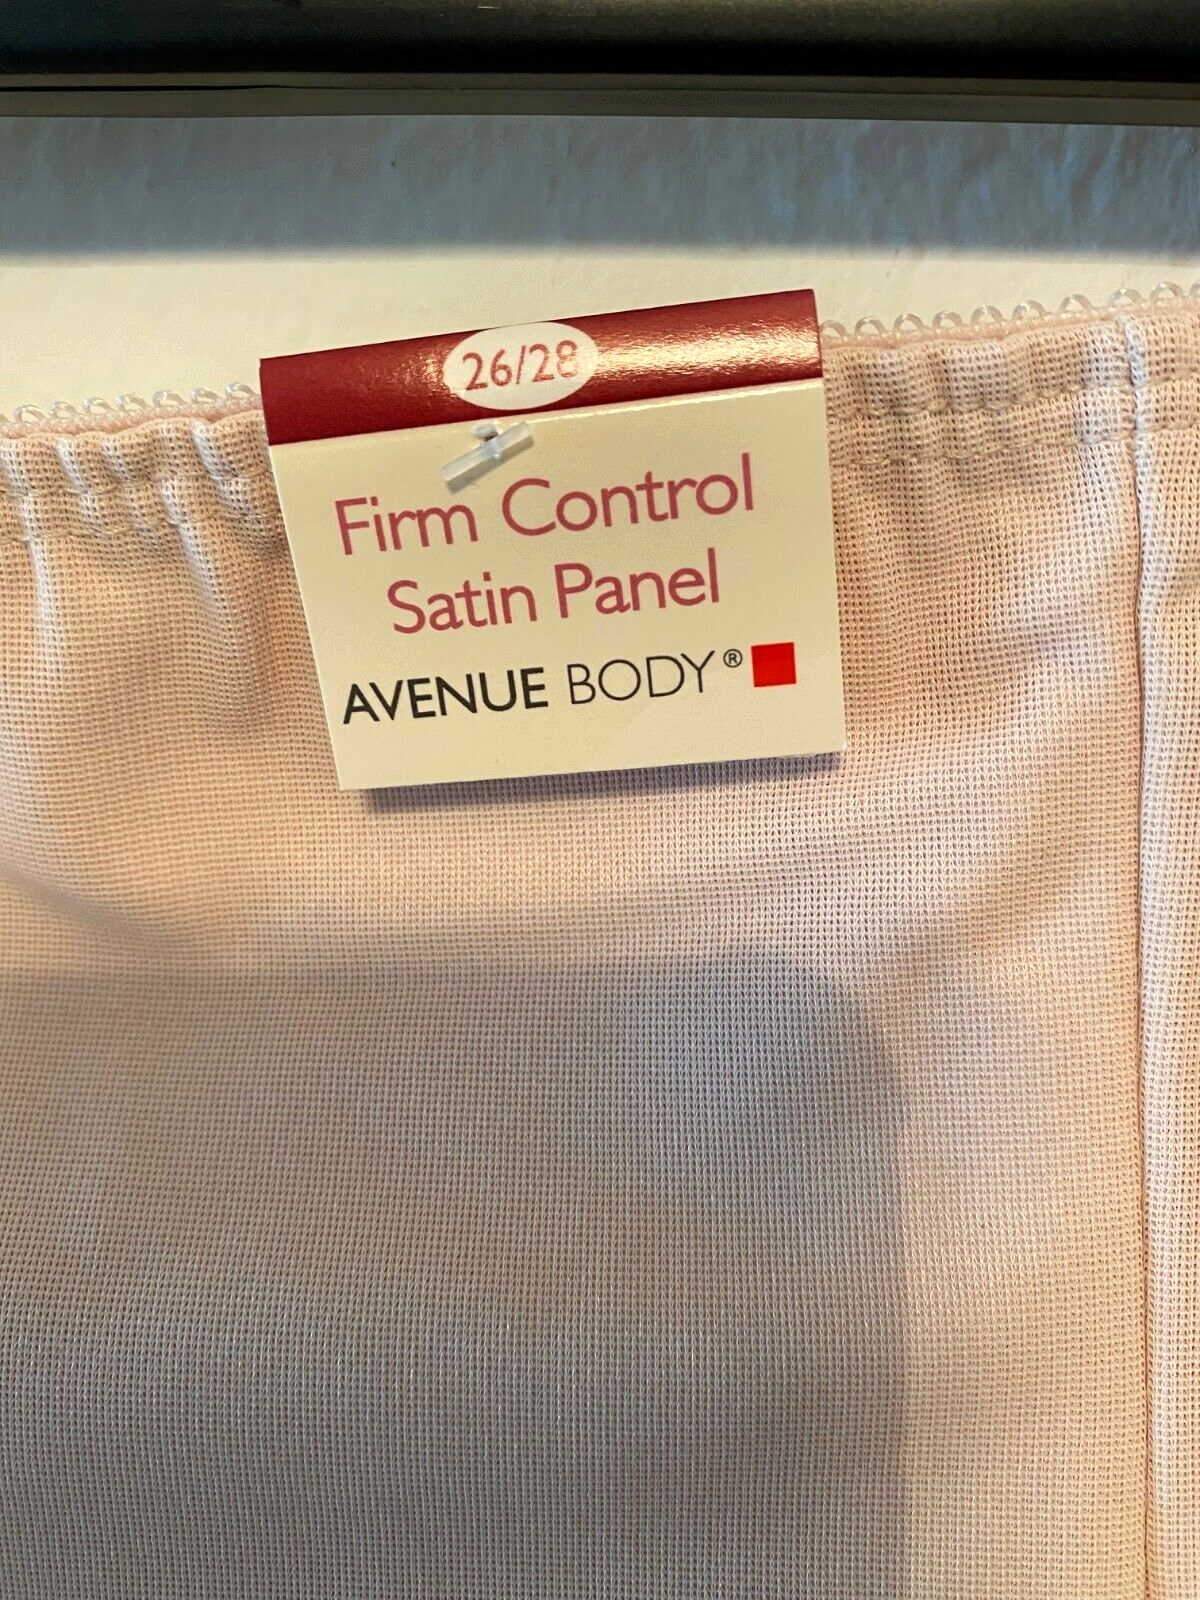 26/28
Firm Control
Satin Panel
AVENUE BODY®